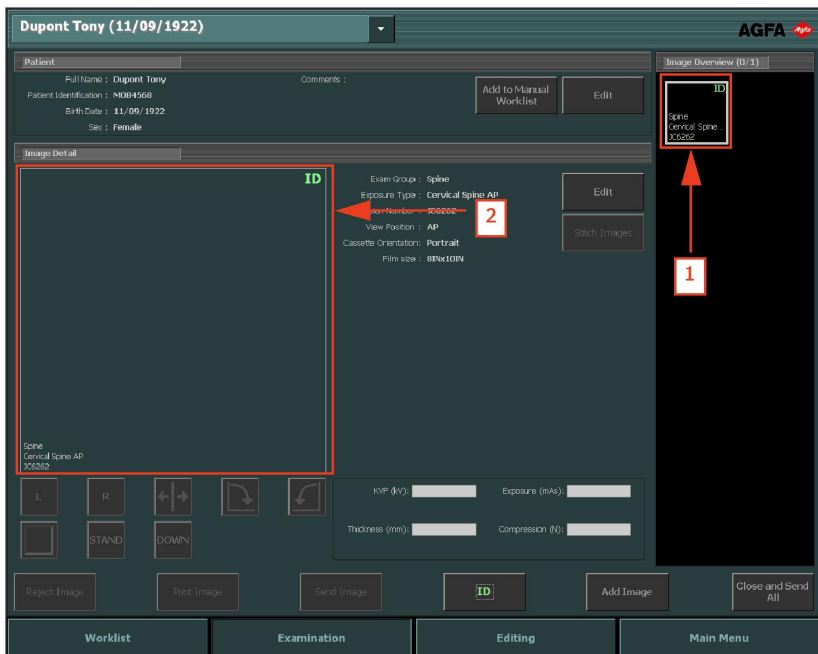 Dupont Tony (11/09/1922)
AGFA Agfa
Patient
Full Name : Dupont Tony
Patient Identification : MO84568
Birth Date : 11/09/1922
Sex : Female
Comments :
Add to Manual
Worklist
Edit
Image Overview (0/1)
ID
Spine
Cervical Spine...
JC6262
1
Image Detail
ID
Spine
Cervical Spine AP
JC6262
2
Exam Group : Spine
Exposure Type : Cervical Spine AP
Number : JC6262
View Position : AP
Cassette Orientation: Portrait
Film size : 8INx10IN
Edit
Stitch Images
L
R
STAND
DOWN
KVP (kV):
Exposure (mAs):
Thickness (mm):
Compression (N):
Reject Image
Print Image
Send Image
ID
Add Image
Close and Send
All
Worklist
Examination
Editing
Main Menu